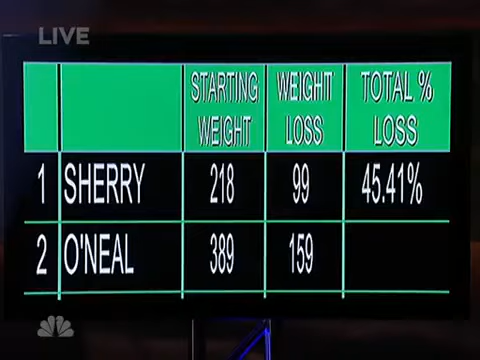 LIVE
STARTING WEIGHT WEIGHT LOSS TOTAL % LOSS
1 SHERRY 218 99 45.41%
2 O'NEAL 389 159